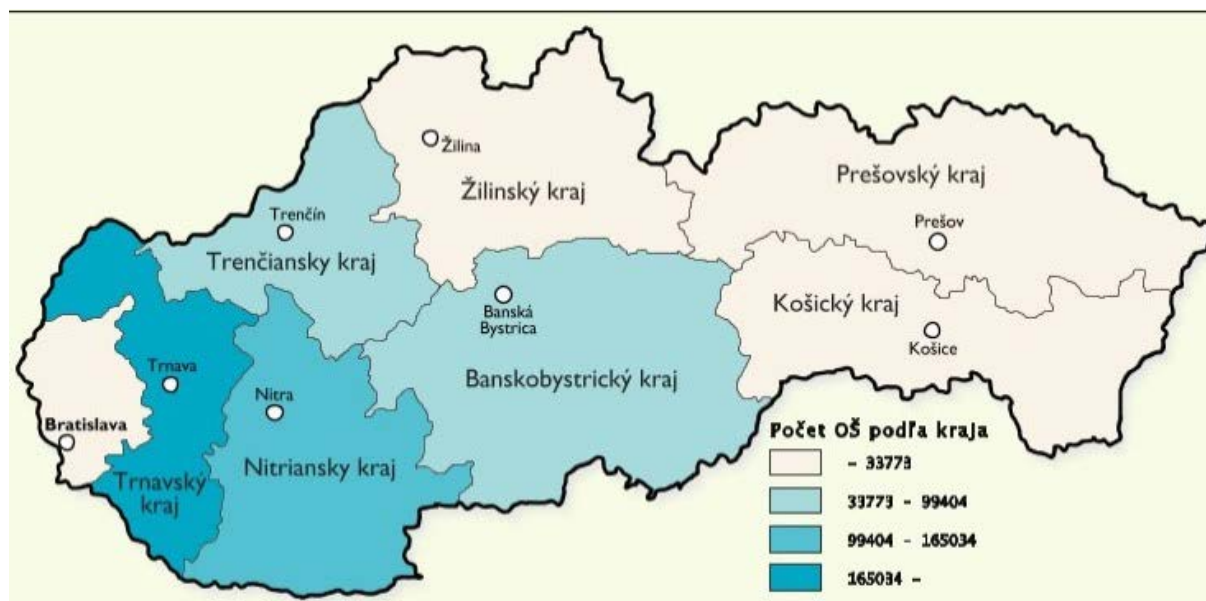 Žilina
Žilinský kraj
Prešovský kraj
Prešov
Trenčín
Trenčiansky kraj
Košický kraj
Košice
Banská
Bystrica
Banskobystrický kraj
Trnava
Nitra
Bratislava
Nitriansky kraj
Trnavský
kraj
Počet OŠ podľa kraja
- 33773
33773 - 99404
99404 - 165034
165034 -